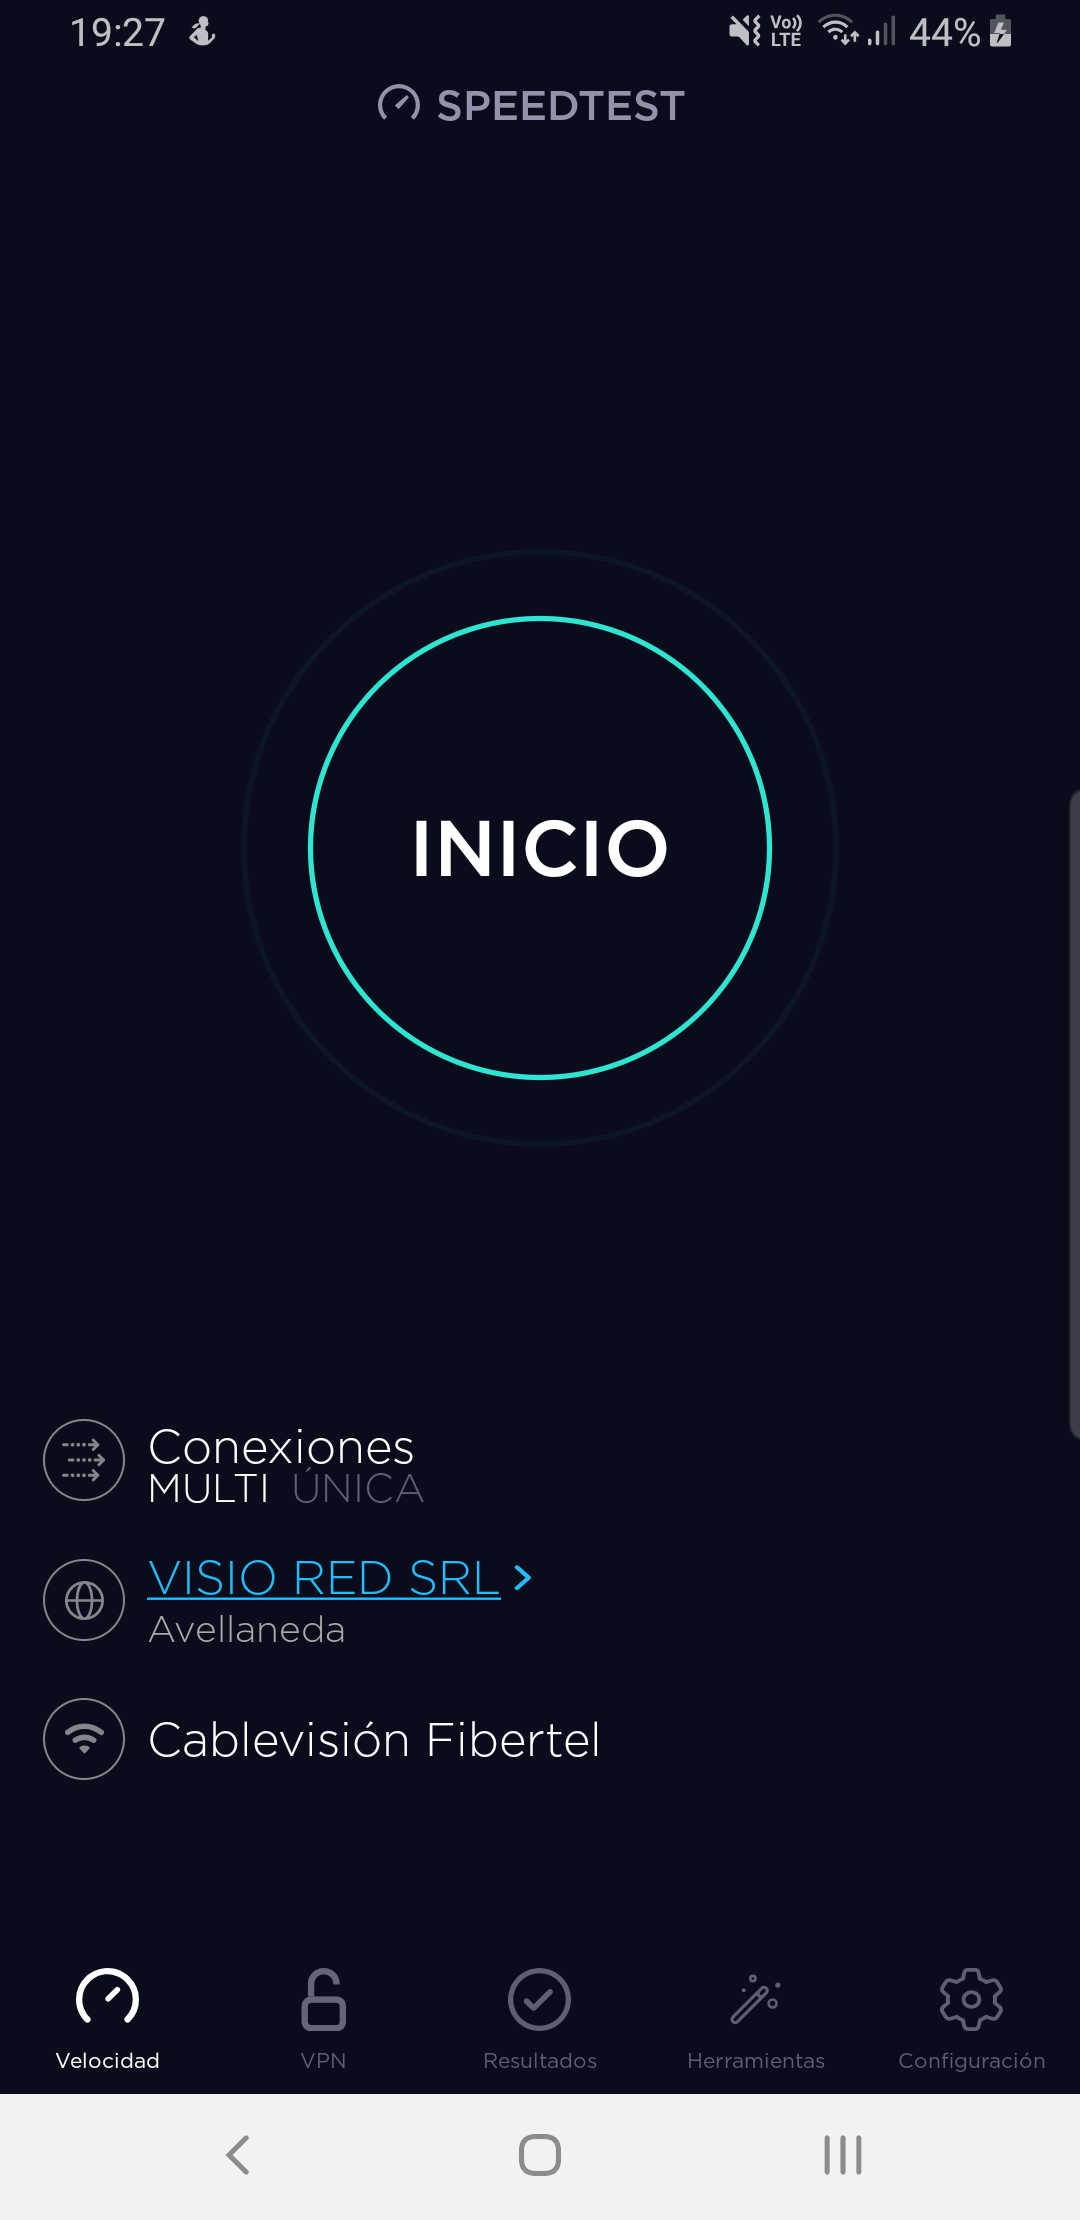 19:27 Vo)) LTE 44%
SPEEDTEST
INICIO
Conexiones
MULTI ÚNICA
VISIO RED SRL
Avellaneda
Cablevisión Fibertel
Velocidad VPN Resultados Herramientas Configuración